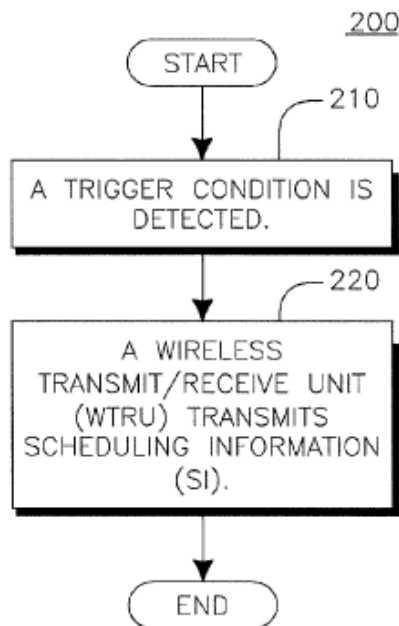 200
START
210
A TRIGGER CONDITION IS
DETECTED.
220
A WIRELESS
TRANSMIT/RECEIVE UNIT
(WTRU) TRANSMITS
SCHEDULING INFORMATION
(SI).
END